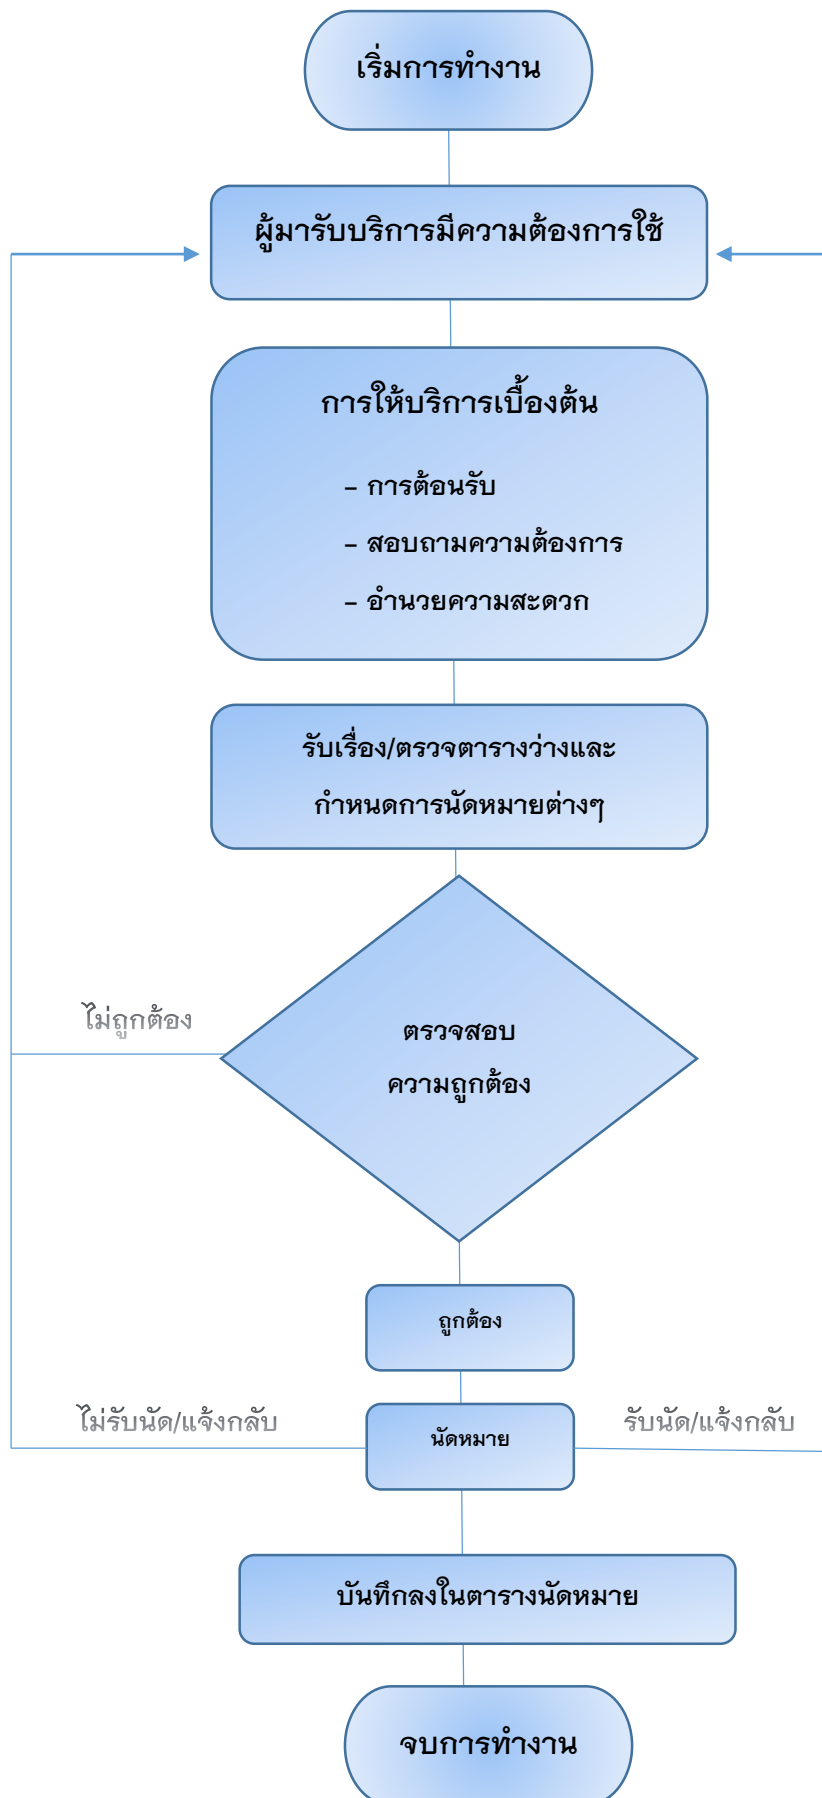 เริ่มการทำงาน
ผู้มารับบริการมีความต้องการใช้
การให้บริการเบื้องต้น
– การต้อนรับ
– สอบถามความต้องการ
– อำนวยความสะดวก
รับเรื่อง/ตรวจตารางว่างและ
กำหนดการนัดหมายต่างๆ
ไม่ถูกต้อง
ตรวจสอบ
ความถูกต้อง
ถูกต้อง
ไม่รับนัด/แจ้งกลับ
นัดหมาย
รับนัด/แจ้งกลับ
บันทึกลงในตารางนัดหมาย
จบการทำงาน